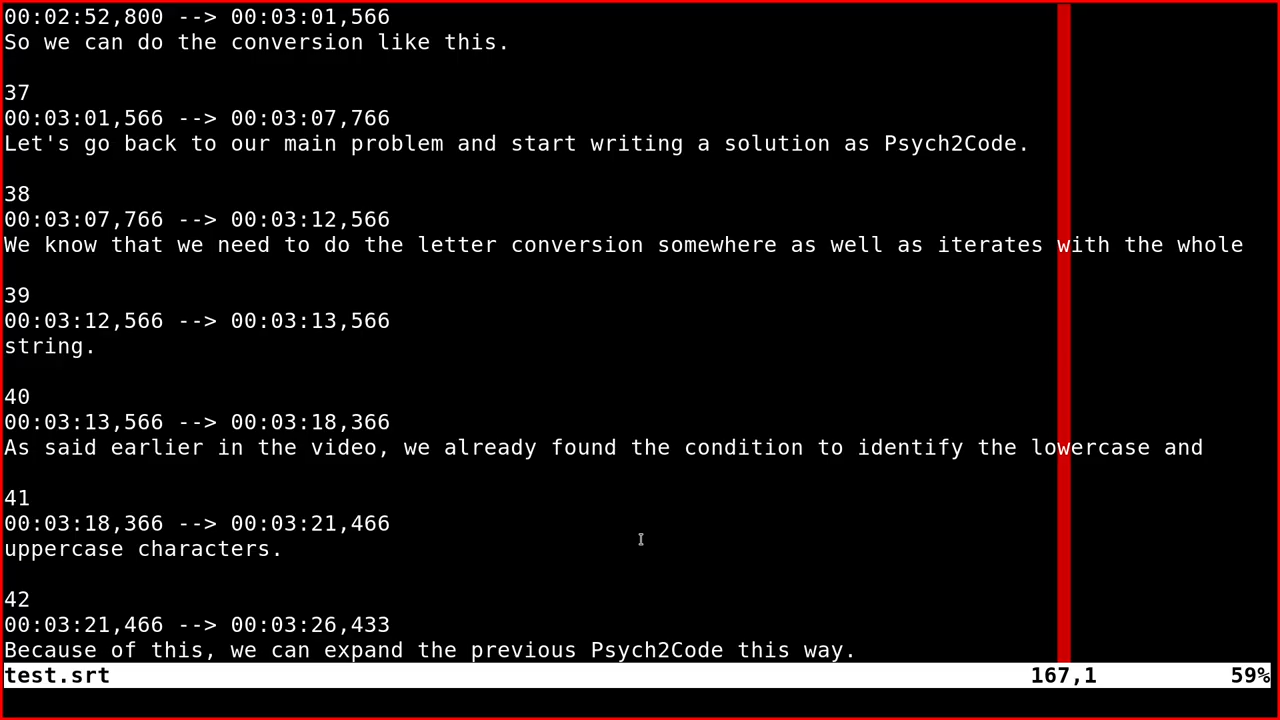 00:02:52,800 --> 00:03:01,566
So we can do the conversion like this.
37
00:03:01,566 --> 00:03:07,766
Let's go back to our main problem and start writing a solution as Psych2Code.
38
00:03:07,766 --> 00:03:12,566
We know that we need to do the letter conversion somewhere as well as iterates with the whole
39
00:03:12,566 --> 00:03:13,566
string.
40
00:03:13,566 --> 00:03:18,366
As said earlier in the video, we already found the condition to identify the lowercase and
41
00:03:18,366 --> 00:03:21,466
uppercase characters.
42
00:03:21,466 --> 00:03:26,433
Because of this, we can expand the previous Psych2Code this way.
test.srt 167,1 59%